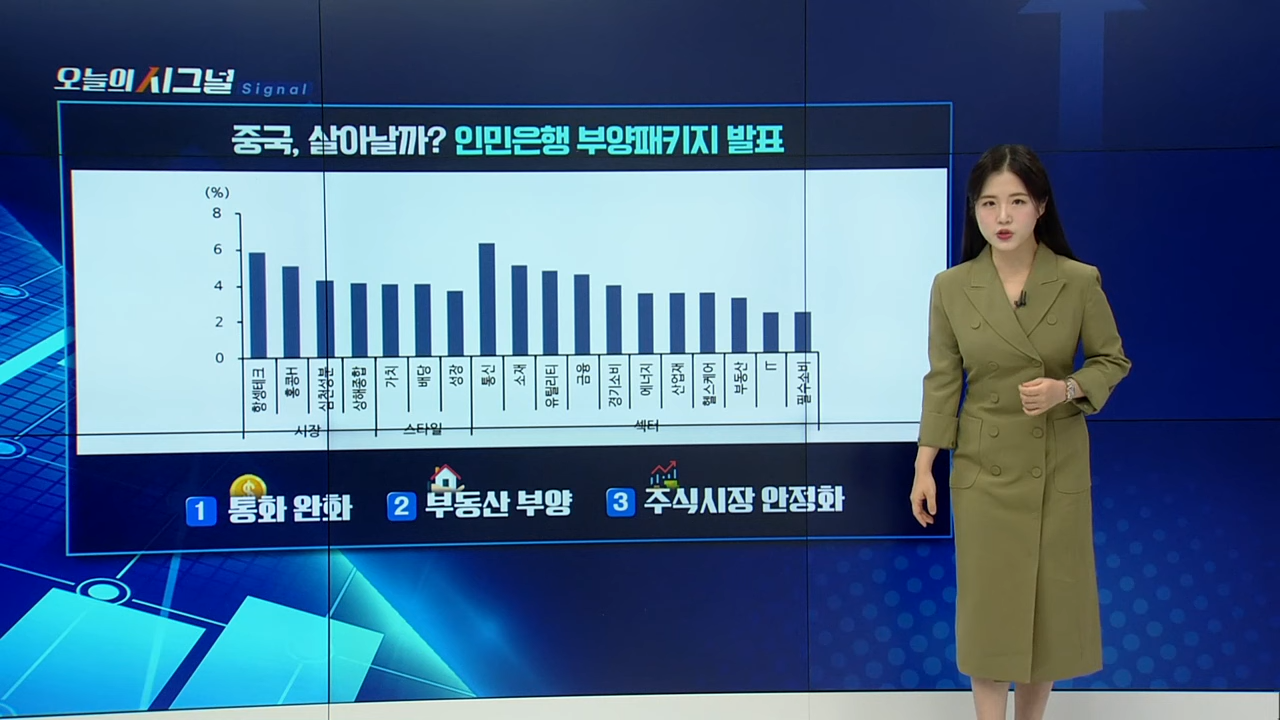 오늘의 시그널 Signal
중국, 살아날까? 인민은행 부양패키지 발표
(%)
8
6
4
2
0
항셍테크 홍콩H 심천성분 상해종합 가치 배당 성장 통신 소재 유틸리티 금융 경기소비 에너지 산업재 헬스케어 부동산 IT 필수소비
시장 스타일 섹터
1 통화 완화 2 부동산 부양 3 주식시장 안정화